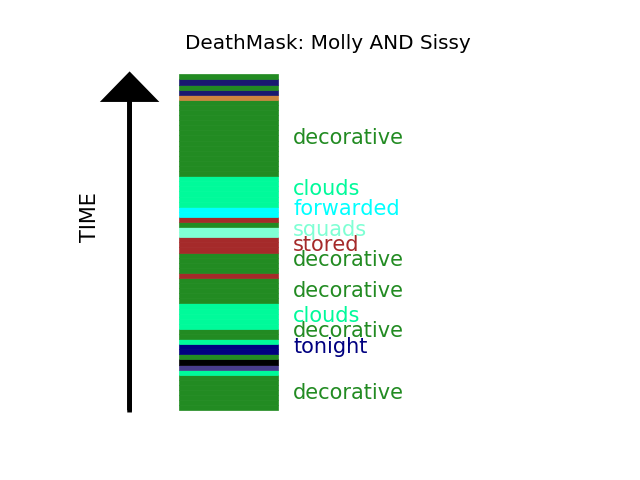 DeathMask: Molly AND Sissy
TIME
decorative
clouds
forwarded
squads
stored
decorative
decorative
clouds
decorative
tonight
decorative